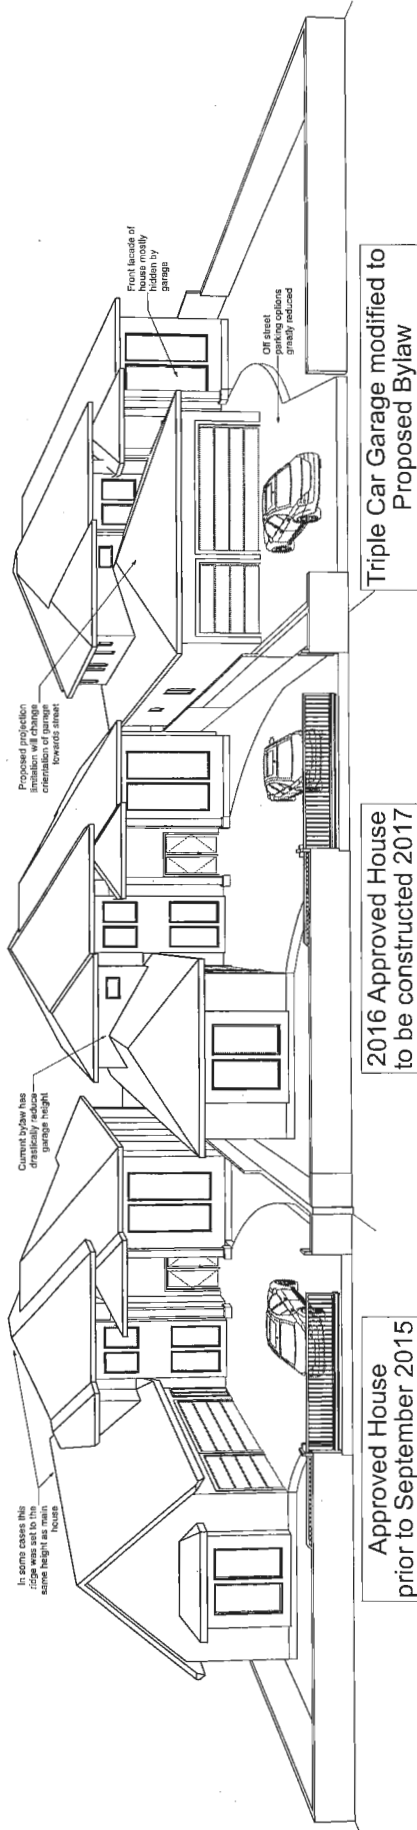 In some cases this
ridge was set to the
same height as main
house
Current bylaw has
drastically reduce
garage height
Proposed projection
limitation will change
orientation of garage
towards street
Front facade of
house mostly
hidden by
garage
Off street
parking options
greatly reduced
Approved House
prior to September 2015
2016 Approved House
to be constructed 2017
Triple Car Garage modified to
Proposed Bylaw